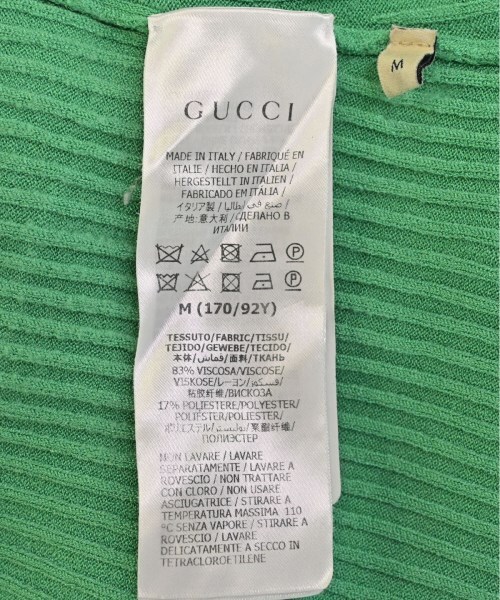 M
GUCCI
MADE IN ITALY / FABRIQUÉ EN
ITALIE / HECHO EN ITALIA /
HERGESTELLT IN ITALIEN /
FABRICADO EM ITÁLIA /
イタリア製 / صنع في إيطاليا /
产地:意大利 / СДЕЛАНО В
ИТАЛИИ
P
P
M (170/92Y)
TESSUTO/FABRIC/TISSU/
TEJIDO/GEWEBE/TECIDO/
本体/قماش/面料/ТКАНЬ
83% VISCOSA/VISCOSE/
VISKOSE/レーヨン/فسكوز/
粘胶纤维/ВИСКОЗА
17% POLIESTERE/POLYESTER/
POLIÉSTER/POLIESTER/
ポリエステル/بوليستر/聚酯纤维/
ПОЛИЭСТЕР
NON LAVARE / LAVARE
SEPARATAMENTE / LAVARE A
ROVESCIO / NON TRATTARE
CON CLORO / NON USARE
ASCIUGATRICE / STIRARE A
TEMPERATURA MASSIMA 110
°C SENZA VAPORE / STIRARE A
ROVESCIO / LAVARE
DELICATAMENTE A SECCO IN
TETRACLOROETILENE